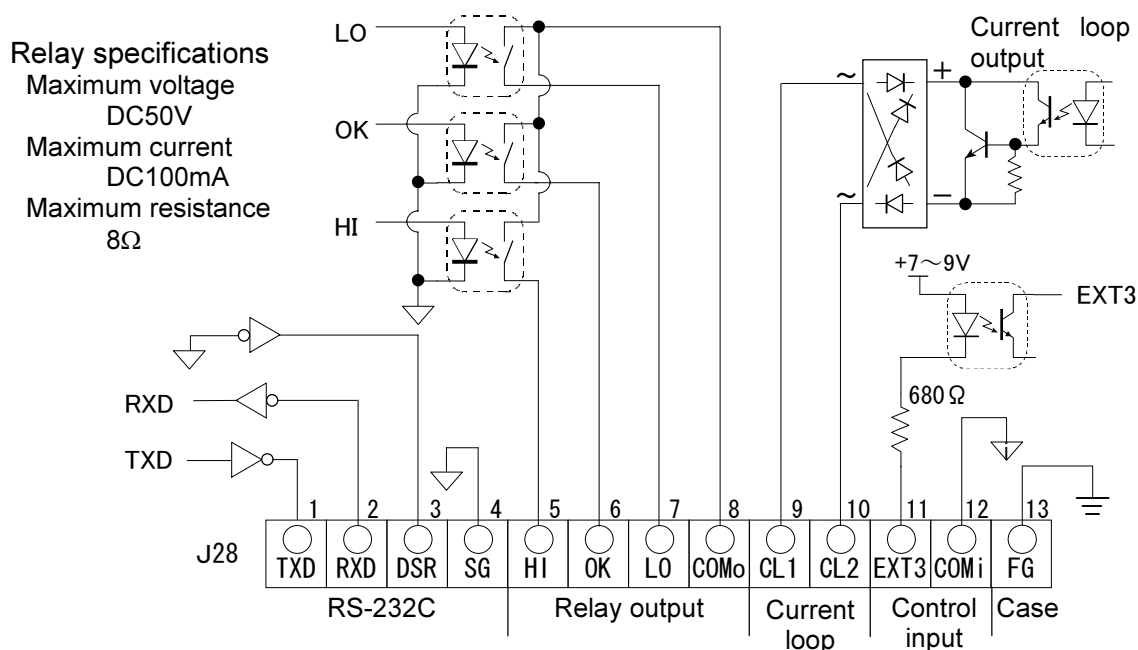 Relay specifications
Maximum voltage
DC50V
Maximum current
DC100mA
Maximum resistance
8Ω
LO
OK
HI
Current loop
output
~
+
~
−
+7～9V
EXT3
680Ω
RXD
TXD
1 2 3 4 5 6 7 8 9 10 11 12 13
J28
TXD RXD DSR SG HI OK LO COMo CL1 CL2 EXT3 COMi FG
RS-232C
Relay output
Current
loop
Control
input
Case
i